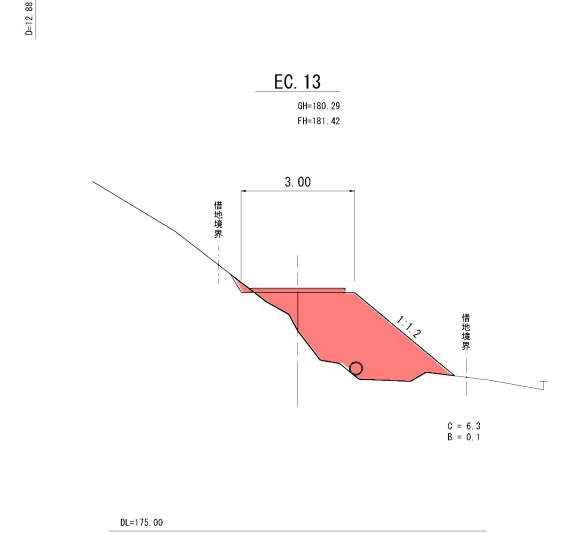 D=12.88
EC.13
GH=180.29
FH=181.42
3.00
借地境界
1:1.2
借地境界
C = 6.3
B = 0.1
DL=175.00